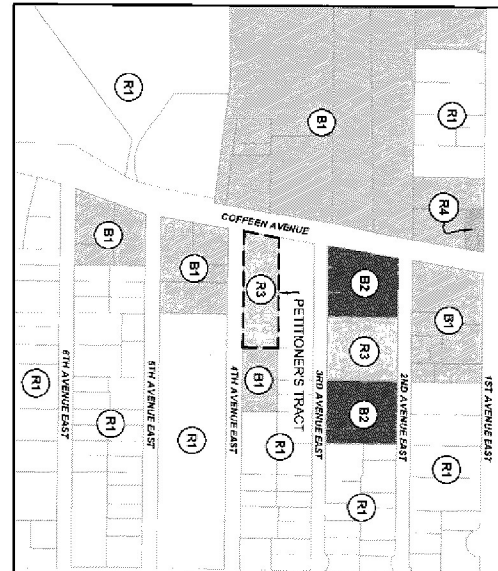 R1
R1
B1
R4
COFFEEN AVENUE
B1
B1
R3
PETITIONER'S TRACT
B2
B1
R3
B1
B2
R1
R1
R1
R1
R1
R1
6TH AVENUE EAST
5TH AVENUE EAST
4TH AVENUE EAST
3RD AVENUE EAST
2ND AVENUE EAST
1ST AVENUE EAST